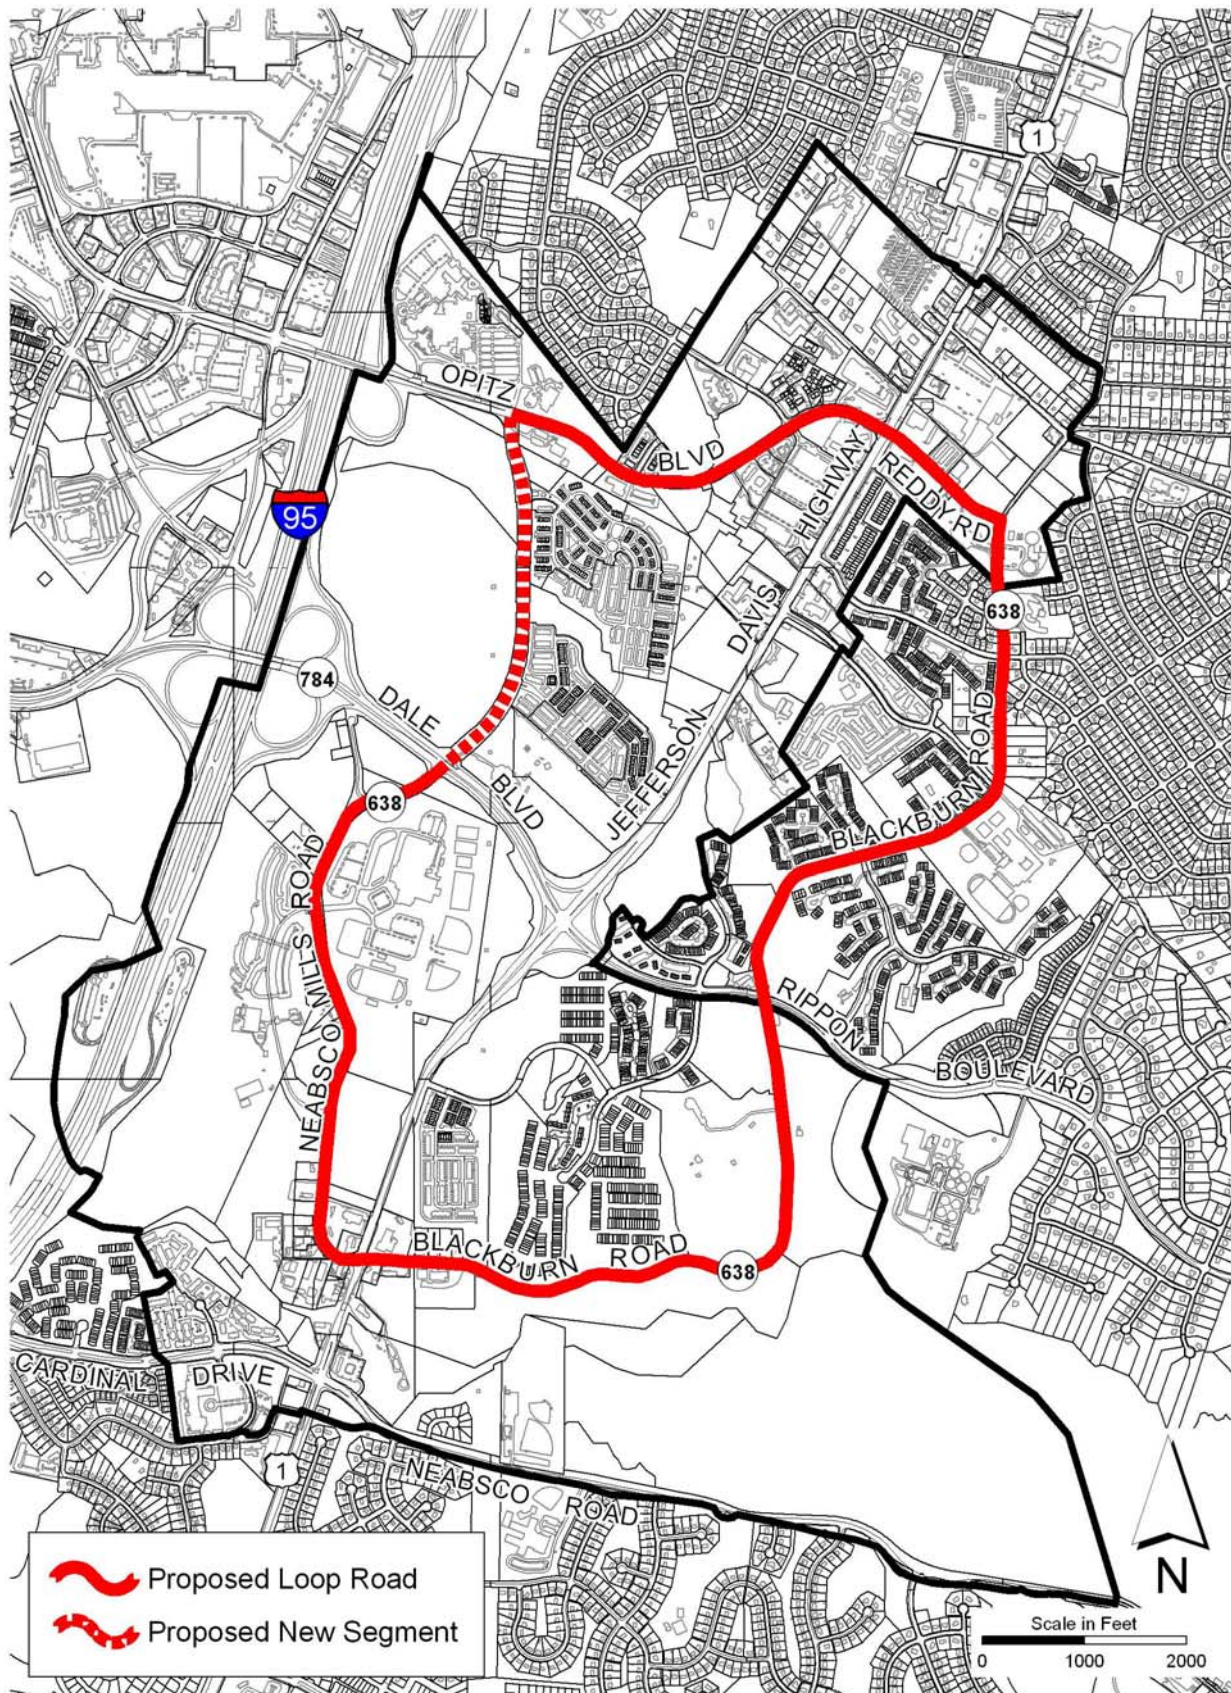 1
OPITZ
BLVD
HIGHWAY
REDDY RD
95
DAVIS
638
784
DALE
BLVD
JEFFERSON
ROAD
638
BLACKBURN
NEABSCO MILLS ROAD
RIPPON
BOULEVARD
BLACKBURN ROAD
638
CARDINAL DRIVE
1
NEABSCO ROAD
Proposed Loop Road
Proposed New Segment
N
Scale in Feet
0 1000 2000